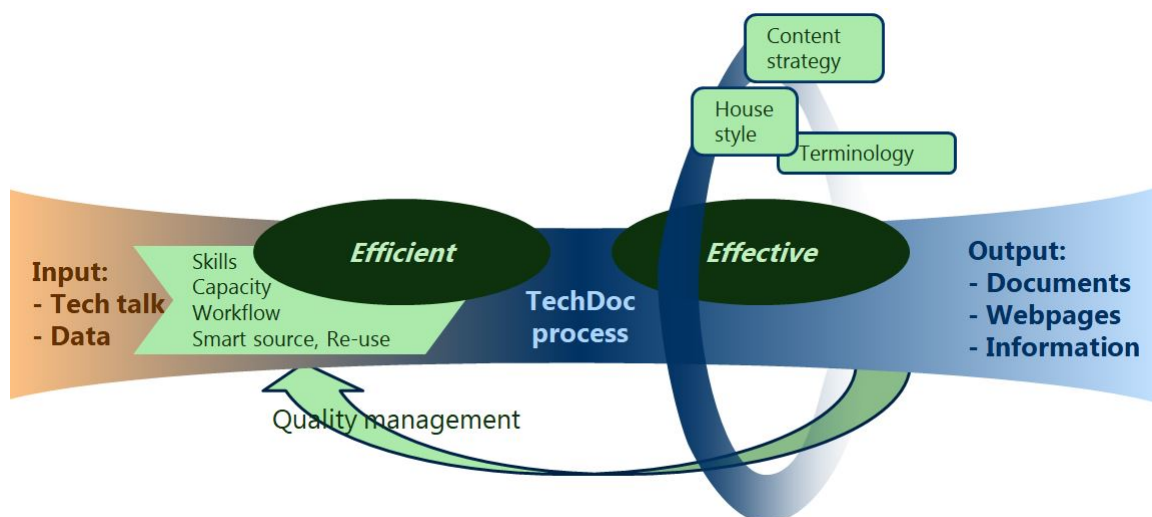 Content
strategy
House
style
Terminology
Efficient
Effective
Input:
- Tech talk
- Data
Skills
Capacity
Workflow
Smart source, Re-use
TechDoc
process
Output:
- Documents
- Webpages
- Information
Quality management